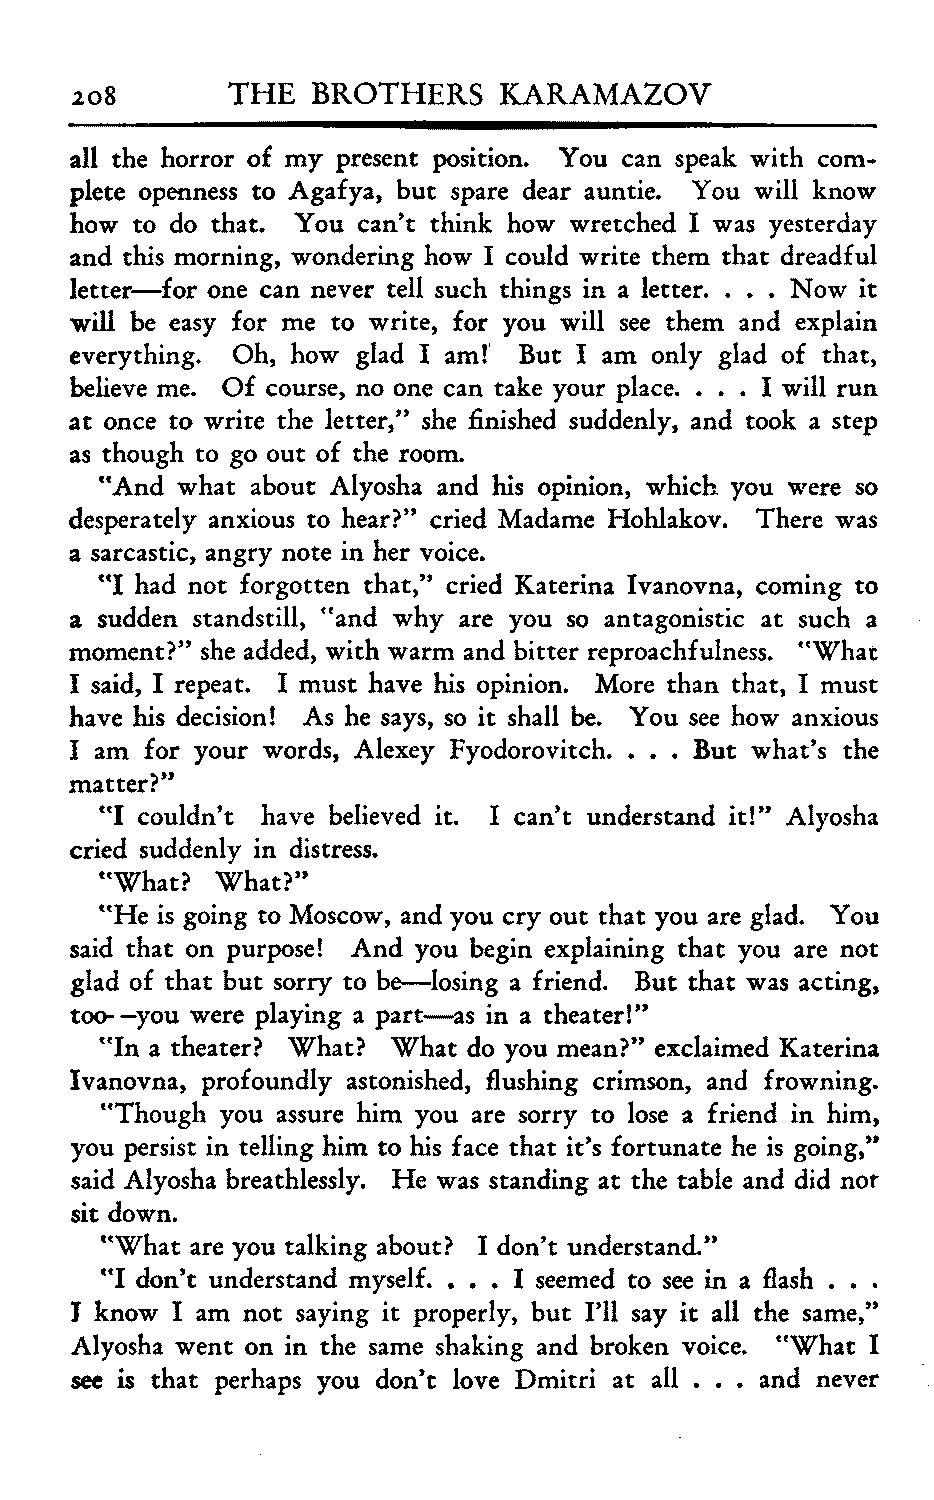 208 THE BROTHERS KARAMAZOV
all the horror of my present position. You can speak with com-
plete openness to Agafya, but spare dear auntie. You will know
how to do that. You can't think how wretched I was yesterday
and this morning, wondering how I could write them that dreadful
letter—for one can never tell such things in a letter. . . . Now it
will be easy for me to write, for you will see them and explain
everything. Oh, how glad I am! But I am only glad of that,
believe me. Of course, no one can take your place. . . . I will run
at once to write the letter," she finished suddenly, and took a step
as though to go out of the room.
"And what about Alyosha and his opinion, which you were so
desperately anxious to hear?" cried Madame Hohlakov. There was
a sarcastic, angry note in her voice.
"I had not forgotten that," cried Katerina Ivanovna, coming to
a sudden standstill, "and why are you so antagonistic at such a
moment?" she added, with warm and bitter reproachfulness. "What
I said, I repeat. I must have his opinion. More than that, I must
have his decision! As he says, so it shall be. You see how anxious
I am for your words, Alexey Fyodorovitch. . . . But what's the
matter?"
"I couldn't have believed it. I can't understand it!" Alyosha
cried suddenly in distress.
"What? What?"
"He is going to Moscow, and you cry out that you are glad. You
said that on purpose! And you begin explaining that you are not
glad of that but sorry to be—losing a friend. But that was acting,
too--you were playing a part—as in a theater!"
"In a theater? What? What do you mean?" exclaimed Katerina
Ivanovna, profoundly astonished, flushing crimson, and frowning.
"Though you assure him you are sorry to lose a friend in him,
you persist in telling him to his face that it's fortunate he is going,"
said Alyosha breathlessly. He was standing at the table and did not
sit down.
"What are you talking about? I don't understand."
"I don't understand myself. . . . I seemed to see in a flash . . .
I know I am not saying it properly, but I'll say it all the same,"
Alyosha went on in the same shaking and broken voice. "What I
see is that perhaps you don't love Dmitri at all . . . and never